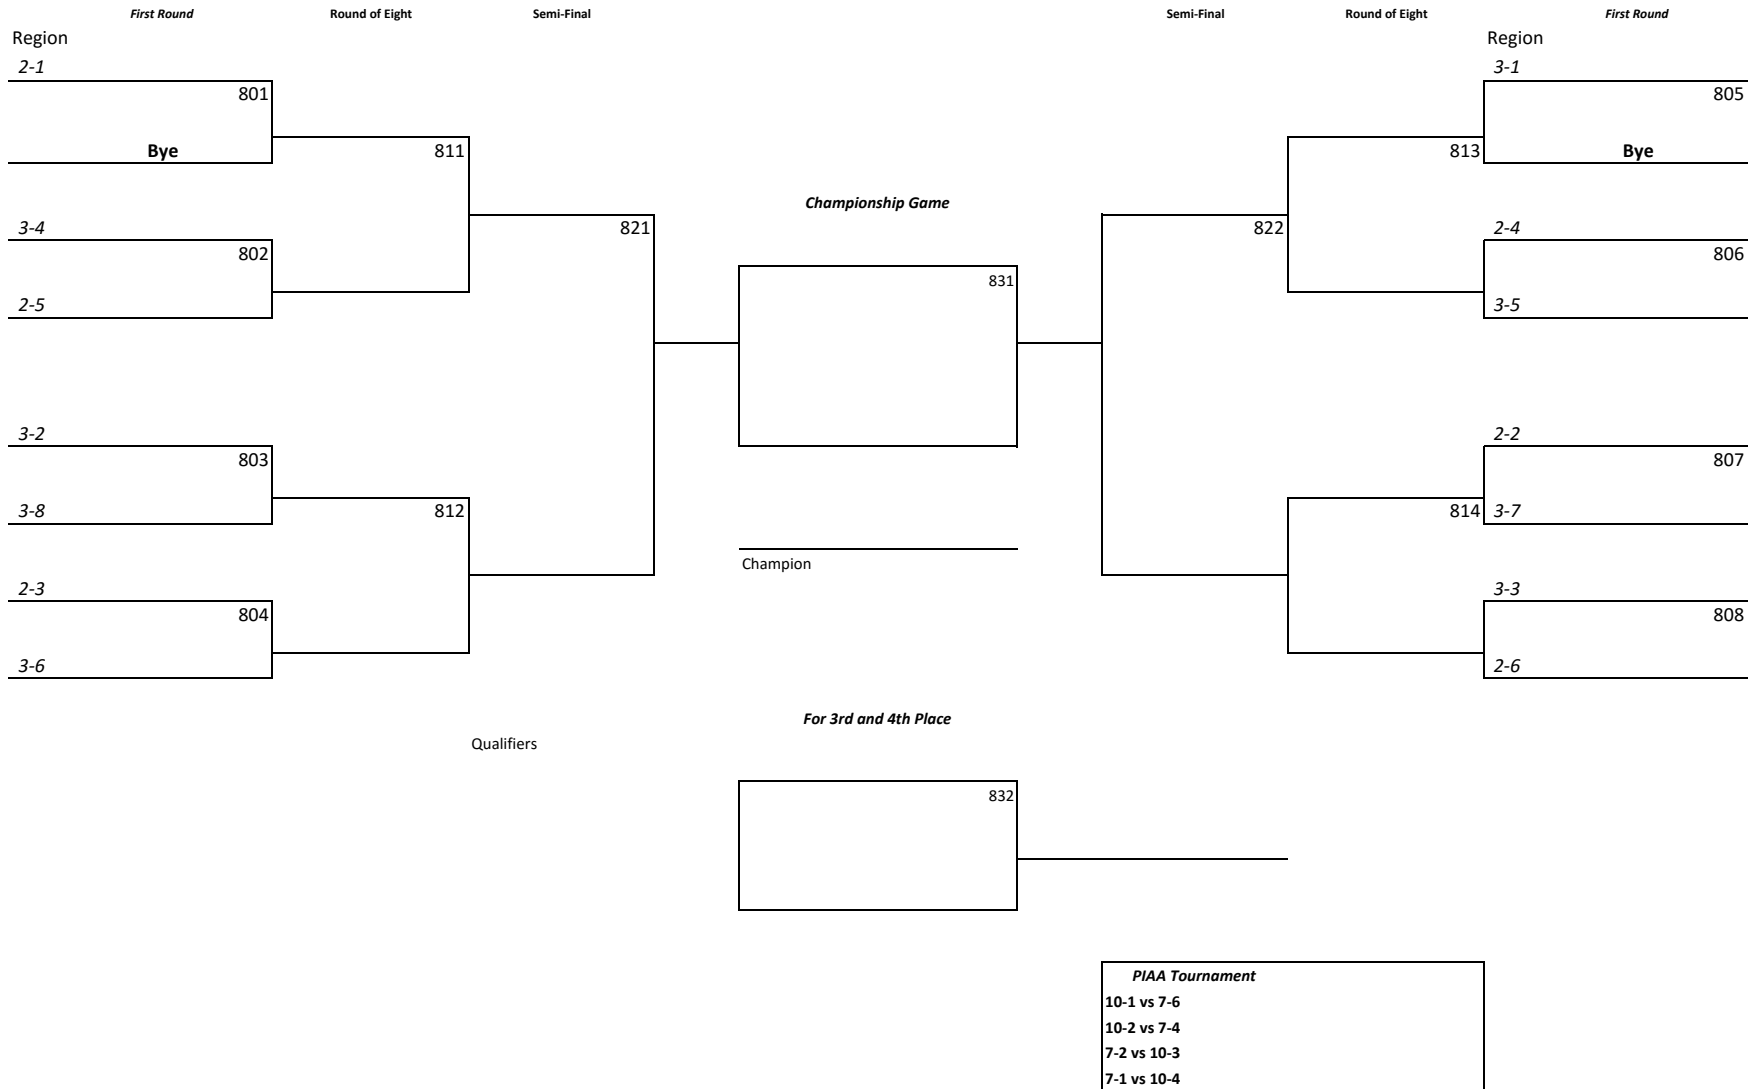 First Round Round of Eight Semi-Final Semi-Final Round of Eight First Round
Region Region
2-1 3-1
801 805
Bye 811 813 Bye
Championship Game
3-4 821 822 2-4
802 806
831
2-5 3-5
3-2 2-2
803 807
3-8 812 814 3-7
Champion
2-3 3-3
804 808
3-6 2-6
For 3rd and 4th Place
Qualifiers
832
PIAA Tournament
10-1 vs 7-6
10-2 vs 7-4
7-2 vs 10-3
7-1 vs 10-4